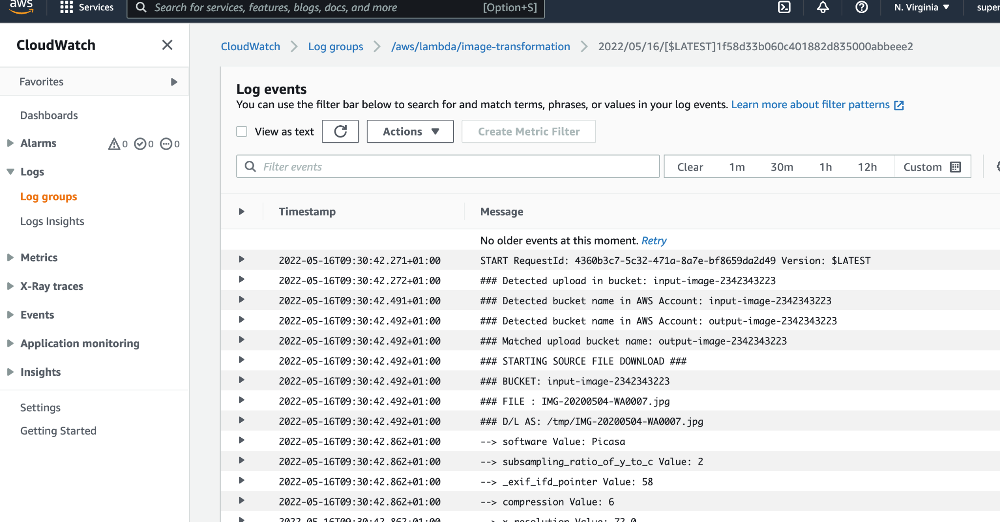 aws Services Search for services, features, blogs, docs, and more [Option+S] N. Virginia super
CloudWatch
Favorites
Dashboards
Alarms 0 0 0
Logs
Log groups
Logs Insights
Metrics
X-Ray traces
Events
Application monitoring
Insights
Settings
Getting Started
CloudWatch Log groups /aws/lambda/image-transformation 2022/05/16/[$LATEST]1f58d33b060c401882d835000abbeee2
Log events
You can use the filter bar below to search for and match terms, phrases, or values in your log events. Learn more about filter patterns
View as text Actions Create Metric Filter
Filter events Clear 1m 30m 1h 12h Custom
Timestamp Message
No older events at this moment. Retry
2022-05-16T09:30:42.271+01:00 START RequestId: 4360b3c7-5c32-471a-8a7e-bf8659da2d49 Version: $LATEST
2022-05-16T09:30:42.272+01:00 ### Detected upload in bucket: input-image-2342343223
2022-05-16T09:30:42.491+01:00 ### Detected bucket name in AWS Account: input-image-2342343223
2022-05-16T09:30:42.492+01:00 ### Detected bucket name in AWS Account: output-image-2342343223
2022-05-16T09:30:42.492+01:00 ### Matched upload bucket name: output-image-2342343223
2022-05-16T09:30:42.492+01:00 ### STARTING SOURCE FILE DOWNLOAD ###
2022-05-16T09:30:42.492+01:00 ### BUCKET: input-image-2342343223
2022-05-16T09:30:42.492+01:00 ### FILE : IMG-20200504-WA0007.jpg
2022-05-16T09:30:42.492+01:00 ### D/L AS: /tmp/IMG-20200504-WA0007.jpg
2022-05-16T09:30:42.862+01:00 --> software Value: Picasa
2022-05-16T09:30:42.862+01:00 --> subsampling_ratio_of_y_to_c Value: 2
2022-05-16T09:30:42.862+01:00 --> _exif_ifd_pointer Value: 58
2022-05-16T09:30:42.862+01:00 --> compression Value: 6
2022-05-16T09:30:42.862+01:00 --> x_resolution Value: 72.0